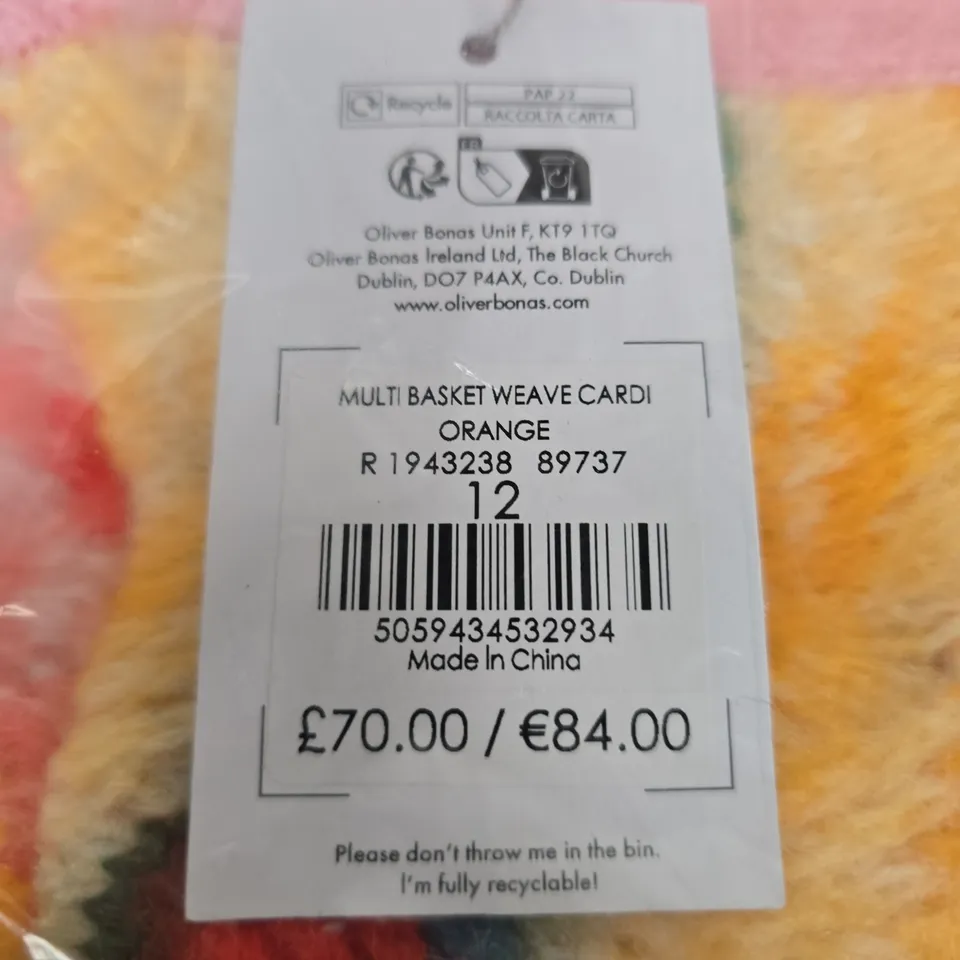 Recycle
PAP 22
RACCOLTA CARTA
FR
Oliver Bonas Unit F, KT9 1TQ
Oliver Bonas Ireland Ltd, The Black Church
Dublin, DO7 P4AX, Co. Dublin
www.oliverbonas.com
MULTI BASKET WEAVE CARDI
ORANGE
R 1943238 89737
12
5059434532934
Made In China
£70.00 / €84.00
Please don't throw me in the bin.
I'm fully recyclable!